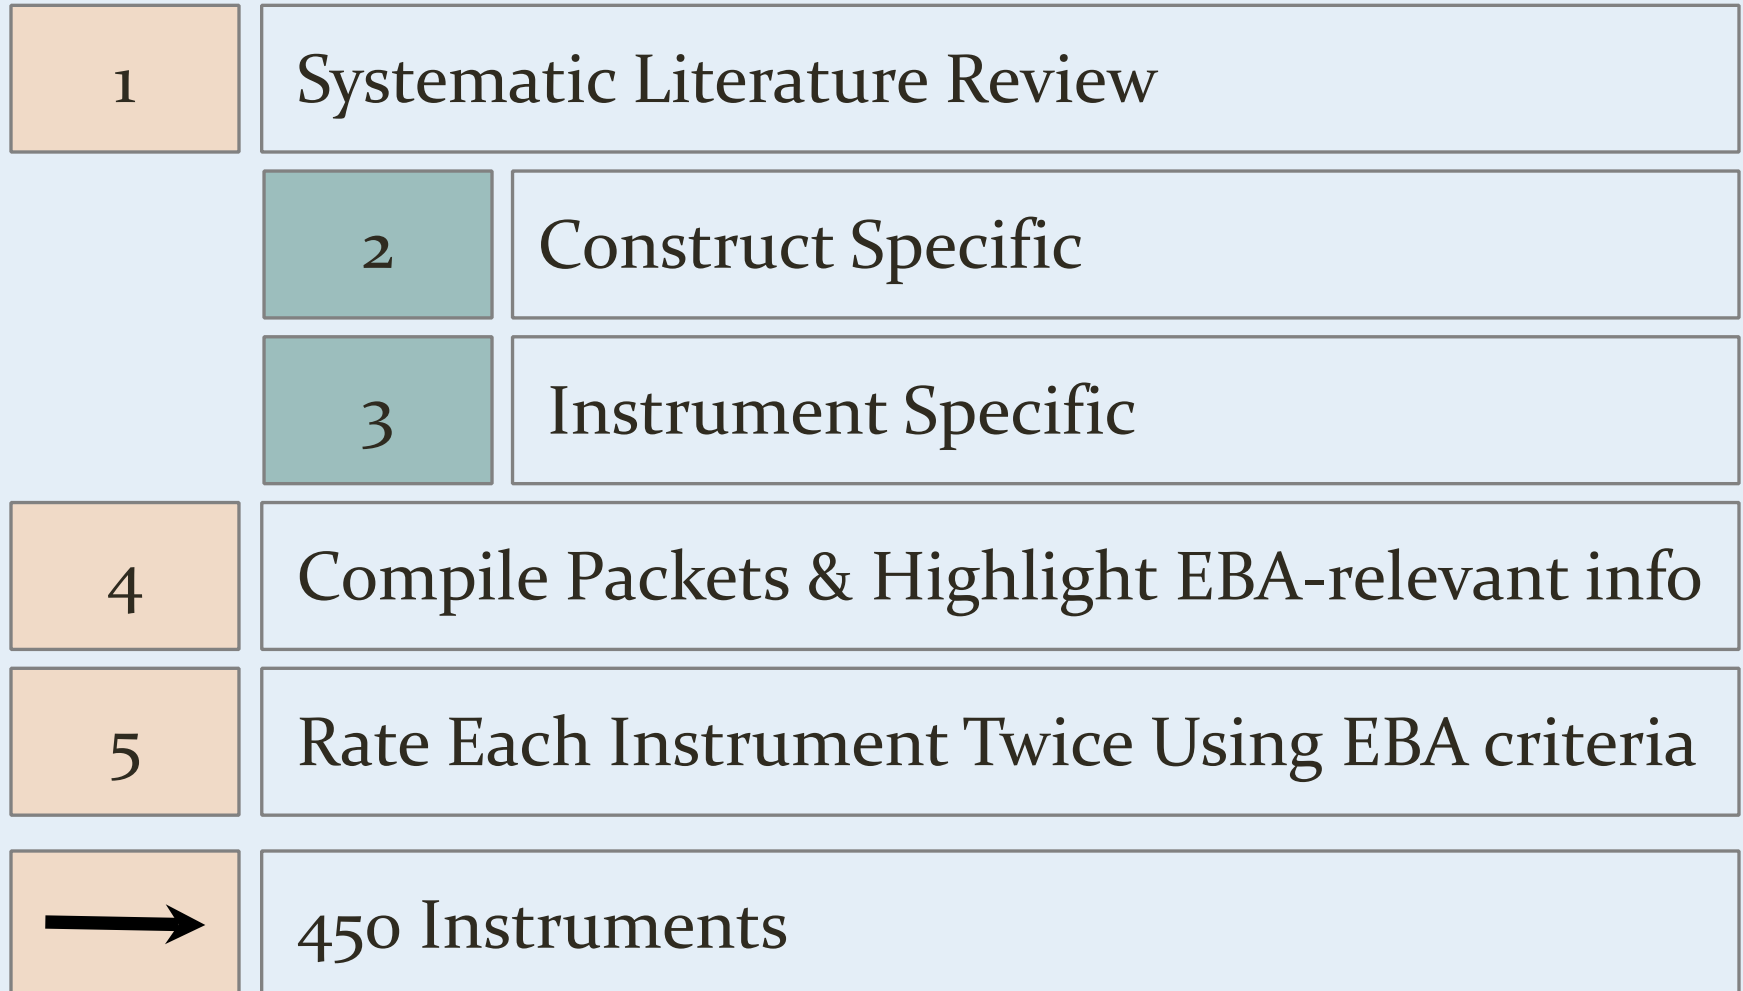 1
Systematic Literature Review
2
Construct Specific
3
Instrument Specific
4
Compile Packets & Highlight EBA-relevant info
5
Rate Each Instrument Twice Using EBA criteria
450 Instruments